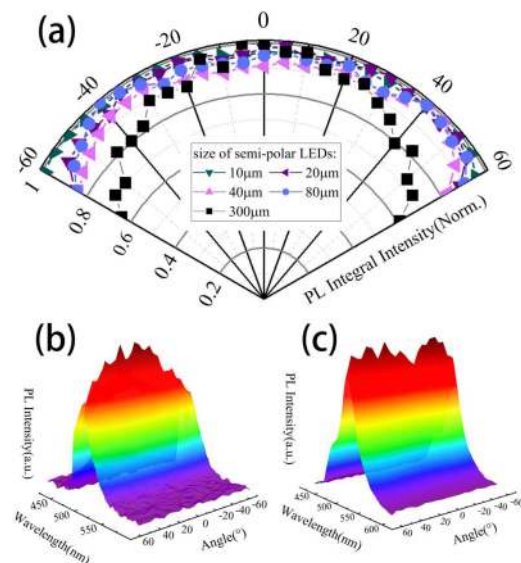 (a)
-60
-40
-20
0
20
40
60
1
0.8
0.6
0.4
0.2
PL Integral Intensity(Norm.)
size of semi-polar LEDs:
10μm 20μm
40μm 80μm
300μm
(b)
PL Intensity(a.u.)
450
500
550
Wavelength(nm)
60 40 20 0 -20 -40 -60
Angle(°)
(c)
PL Intensity(a.u.)
450
500
550
600
Wavelength(nm)
60 40 20 0 -20 -40 -60
Angle(°)